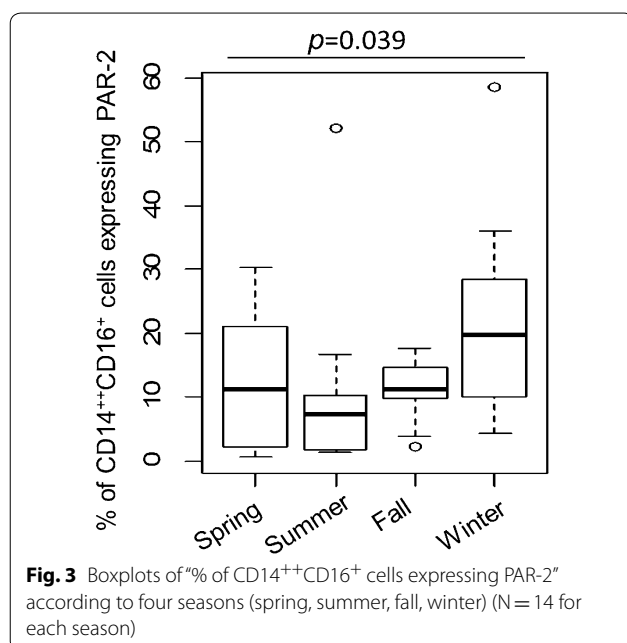 p=0.039
% of CD14⁺⁺CD16⁺ cells expressing PAR-2
60
50
40
30
20
10
0
Spring
Summer
Fall
Winter
Fig. 3 Boxplots of "% of CD14⁺⁺CD16⁺ cells expressing PAR-2"
according to four seasons (spring, summer, fall, winter) (N = 14 for
each season)